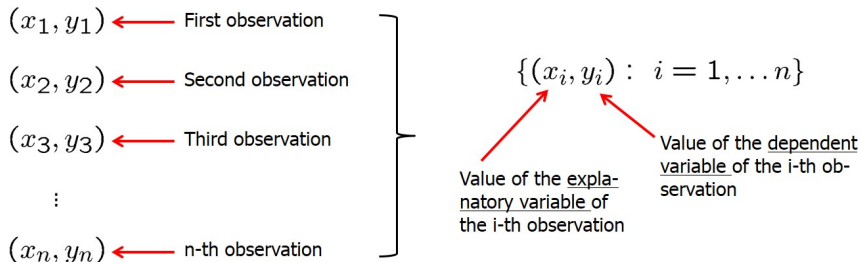 (x₁, y₁) First observation
(x₂, y₂) Second observation
(x₃, y₃) Third observation
⋮
(xₙ, yₙ) n-th observation
{(xᵢ, yᵢ) : i = 1, … n}
Value of the expla-
natory variable of
the i-th observation
Value of the dependent
variable of the i-th ob-
servation